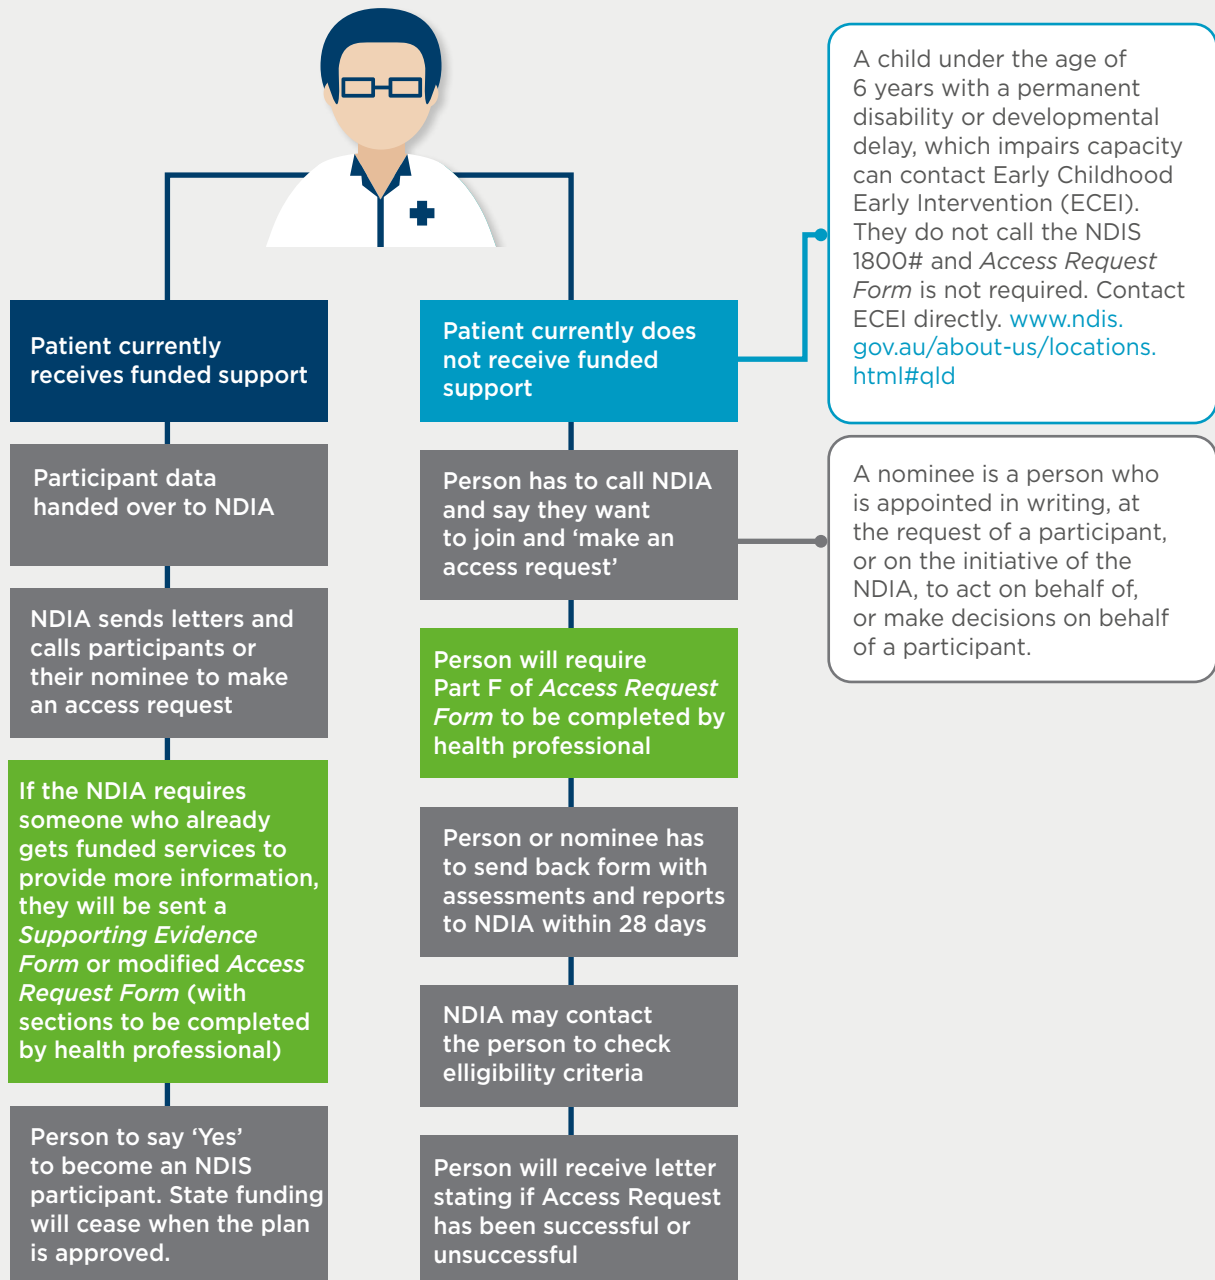 Patient currently
receives funded support
Participant data
handed over to NDIA
NDIA sends letters and
calls participants or
their nominee to make
an access request
If the NDIA requires
someone who already
gets funded services to
provide more information,
they will be sent a
Supporting Evidence
Form or modified Access
Request Form (with
sections to be completed
by health professional)
Person to say ‘Yes’
to become an NDIS
participant. State funding
will cease when the plan
is approved.
Patient currently does
not receive funded
support
Person has to call NDIA
and say they want
to join and ‘make an
access request’
Person will require
Part F of Access Request
Form to be completed by
health professional
Person or nominee has
to send back form with
assessments and reports
to NDIA within 28 days
NDIA may contact
the person to check
elligibility criteria
Person will receive letter
stating if Access Request
has been successful or
unsuccessful
A child under the age of
6 years with a permanent
disability or developmental
delay, which impairs capacity
can contact Early Childhood
Early Intervention (ECEI).
They do not call the NDIS
1800# and Access Request
Form is not required. Contact
ECEI directly. www.ndis.
gov.au/about-us/locations.
html#qld
A nominee is a person who
is appointed in writing, at
the request of a participant,
or on the initiative of the
NDIA, to act on behalf of,
or make decisions on behalf
of a participant.